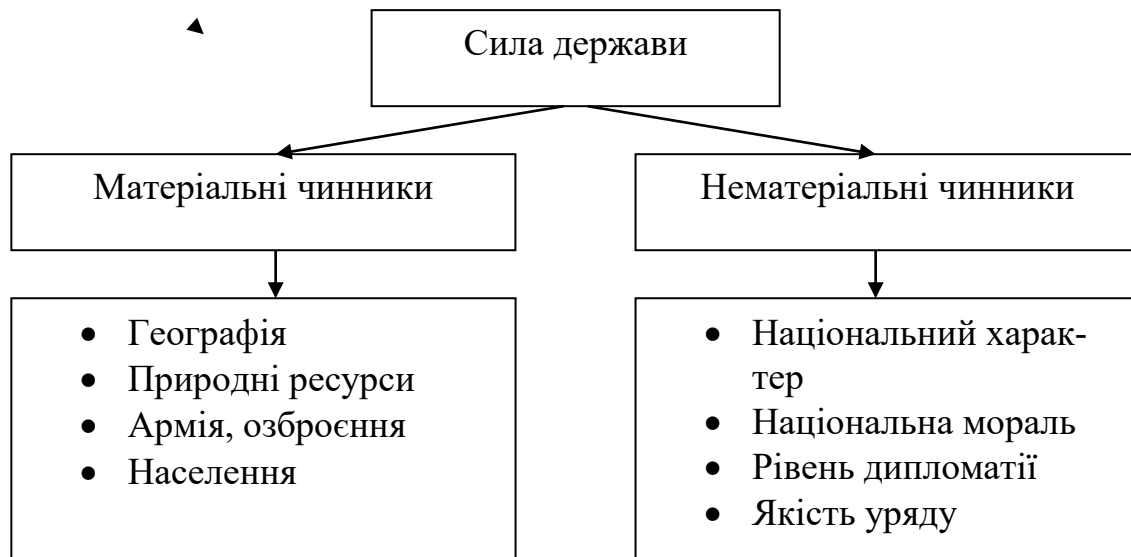 Сила держави
Матеріальні чинники
Нематеріальні чинники
• Географія
• Природні ресурси
• Армія, озброєння
• Населення
• Національний харак-
тер
• Національна мораль
• Рівень дипломатії
• Якість уряду